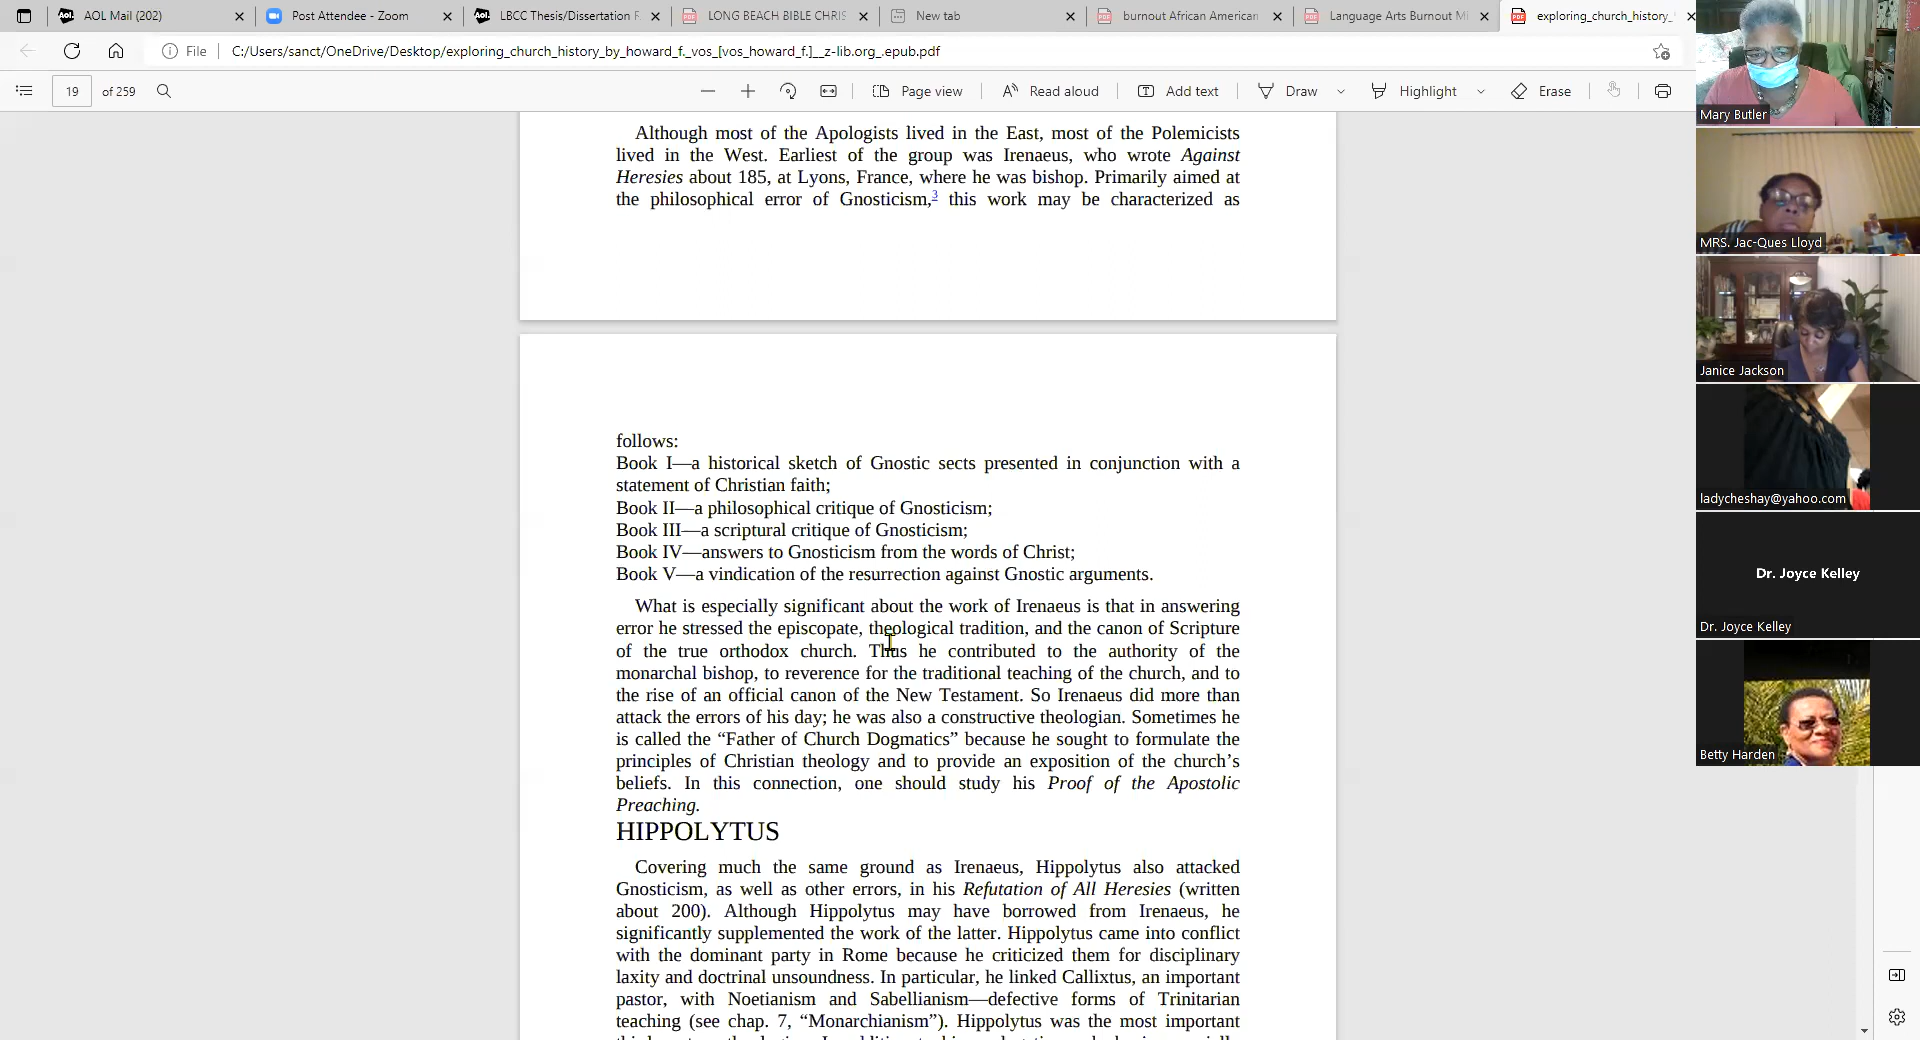 AOL Mail (202)
Post Attendee - Zoom
Aol.
LBCC Thesis/Dissertation R
LONG BEACH BIBLE CHRIS
New tab
burnout African American
Language Arts Burnout MI
exploring_church_history_
File
C:/Users/sanct/OneDrive/Desktop/exploring_church_history_by_howard_f._vos_[vos_howard_f.]__z-lib.org_.epub.pdf
19 of 259
Page view
Read aloud
Add text
Draw
Highlight
Erase
Although most of the Apologists lived in the East, most of the Polemicists
lived in the West. Earliest of the group was Irenaeus, who wrote Against
Heresies about 185, at Lyons, France, where he was bishop. Primarily aimed at
the philosophical error of Gnosticism,3 this work may be characterized as
follows:
Book I—a historical sketch of Gnostic sects presented in conjunction with a
statement of Christian faith;
Book II—a philosophical critique of Gnosticism;
Book III—a scriptural critique of Gnosticism;
Book IV—answers to Gnosticism from the words of Christ;
Book V—a vindication of the resurrection against Gnostic arguments.
What is especially significant about the work of Irenaeus is that in answering
error he stressed the episcopate, theological tradition, and the canon of Scripture
of the true orthodox church. Thus he contributed to the authority of the
monarchal bishop, to reverence for the traditional teaching of the church, and to
the rise of an official canon of the New Testament. So Irenaeus did more than
attack the errors of his day; he was also a constructive theologian. Sometimes he
is called the “Father of Church Dogmatics” because he sought to formulate the
principles of Christian theology and to provide an exposition of the church’s
beliefs. In this connection, one should study his Proof of the Apostolic
Preaching.
HIPPOLYTUS
Covering much the same ground as Irenaeus, Hippolytus also attacked
Gnosticism, as well as other errors, in his Refutation of All Heresies (written
about 200). Although Hippolytus may have borrowed from Irenaeus, he
significantly supplemented the work of the latter. Hippolytus came into conflict
with the dominant party in Rome because he criticized them for disciplinary
laxity and doctrinal unsoundness. In particular, he linked Callixtus, an important
pastor, with Noetianism and Sabellianism—defective forms of Trinitarian
teaching (see chap. 7, “Monarchianism”). Hippolytus was the most important
Mary Butler
MRS. Jac-Ques Lloyd
Janice Jackson
ladycheshay@yahoo.com
Dr. Joyce Kelley
Dr. Joyce Kelley
Betty Harden